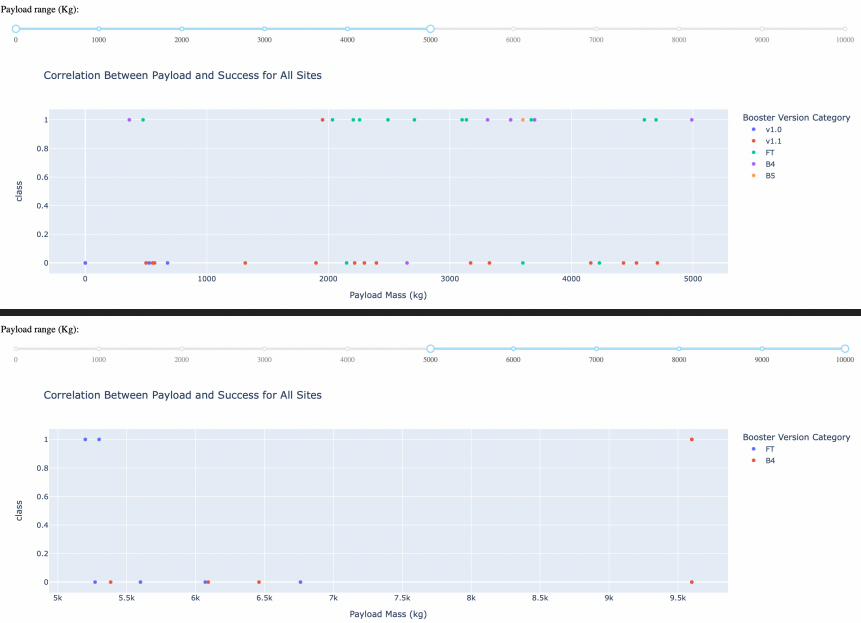 Payload range (Kg):
0 1000 2000 3000 4000 5000 6000 7000 8000 9000 10000
Correlation Between Payload and Success for All Sites
1
0.8
0.6
0.4
0.2
0
class
0 1000 2000 3000 4000 5000
Payload Mass (kg)
Booster Version Category
v1.0
v1.1
FT
B4
B5
Payload range (Kg):
0 1000 2000 3000 4000 5000 6000 7000 8000 9000 10000
Correlation Between Payload and Success for All Sites
1
0.8
0.6
0.4
0.2
0
class
5k 5.5k 6k 6.5k 7k 7.5k 8k 8.5k 9k 9.5k
Payload Mass (kg)
Booster Version Category
FT
B4